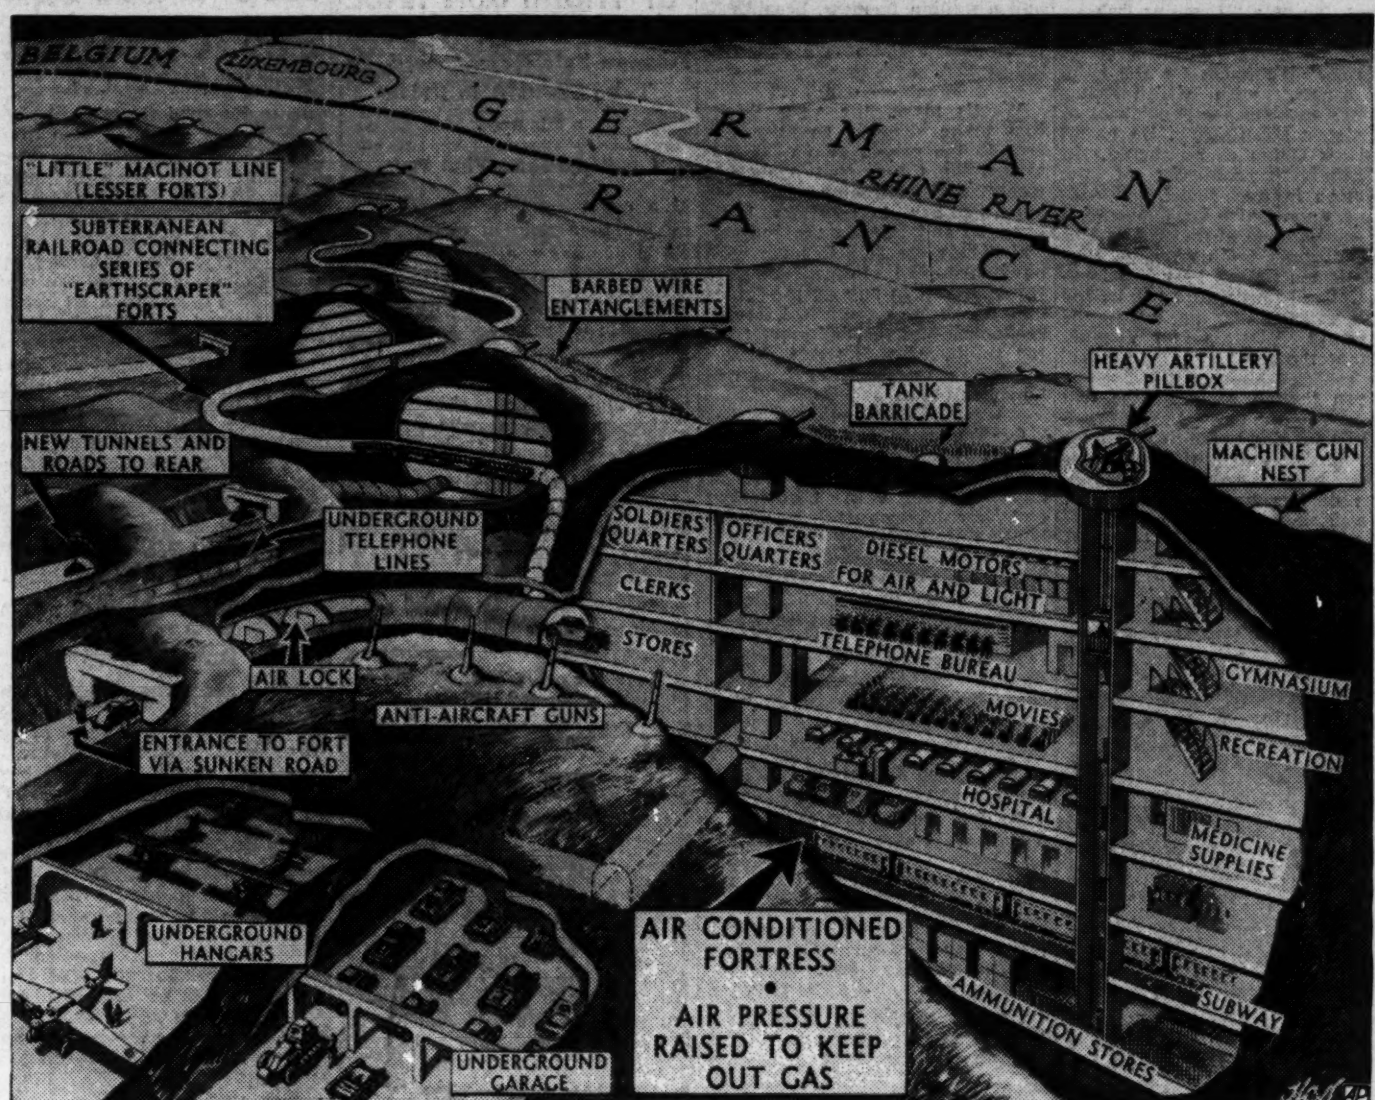 BELGIUM
LUXEMBOURG
GERMANY
FRANCE
RHINE RIVER
"LITTLE" MAGINOT LINE
(LESSER FORTS)
SUBTERRANEAN
RAILROAD CONNECTING
SERIES OF
"EARTHSCRAPER"
FORTS
BARBED WIRE
ENTANGLEMENTS
HEAVY ARTILLERY
PILLBOX
TANK
BARRICADE
NEW TUNNELS AND
ROADS TO REAR
MACHINE GUN
NEST
UNDERGROUND
TELEPHONE
LINES
SOLDIERS'
QUARTERS
OFFICERS'
QUARTERS
DIESEL MOTORS
FOR AIR AND LIGHT
CLERKS
STORES
TELEPHONE BUREAU
GYMNASIUM
AIR LOCK
ANTI-AIRCRAFT GUNS
MOVIES
RECREATION
ENTRANCE TO FORT
VIA SUNKEN ROAD
HOSPITAL
MEDICINE
SUPPLIES
UNDERGROUND
HANGARS
AIR CONDITIONED
FORTRESS
•
AIR PRESSURE
RAISED TO KEEP
OUT GAS
SUBWAY
AMMUNITION STORES
UNDERGROUND
GARAGE
AP